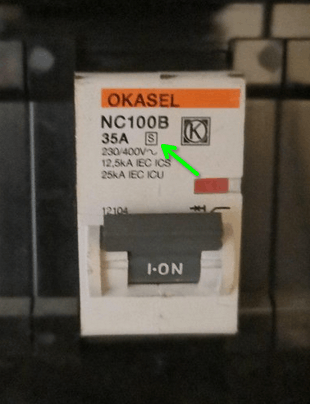 OKASEL
NC100B
35A S
K
230/400V~
12,5kA IEC ICS
25kA IEC ICU
12104
I·ON